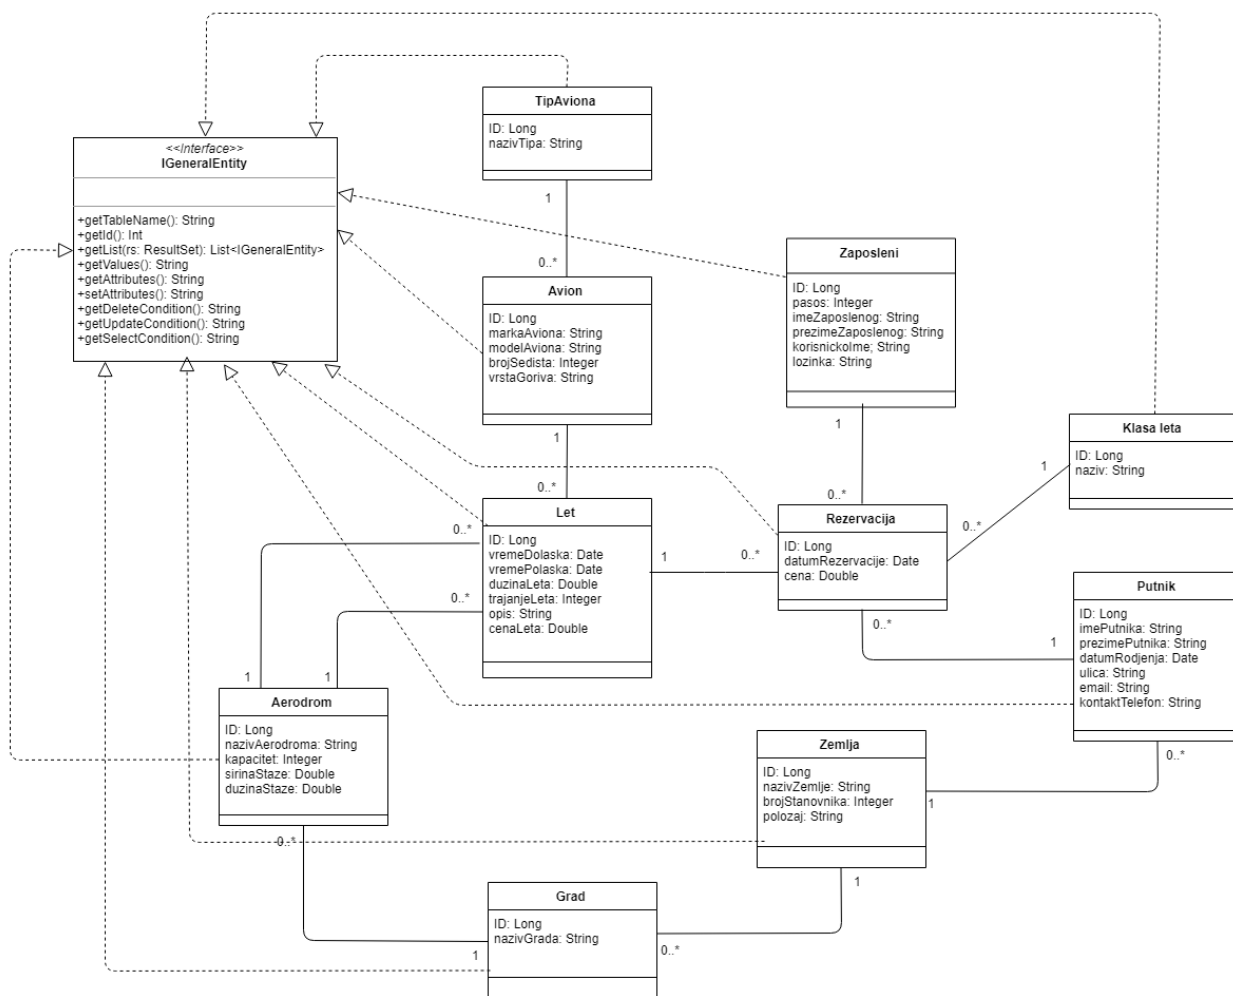 TipAviona
ID: Long
nazivTipa: String
<<Interface>>
IGeneralEntity
+getTableName(): String
+getId(): Int
+getList(rs: ResultSet): List<IGeneralEntity>
+getValues(): String
+getAttributes(): String
+setAttributes(): String
+getDeleteCondition(): String
+getUpdateCondition(): String
+getSelectCondition(): String
1
0..*
Avion
ID: Long
markaAviona: String
modelAviona: String
brojSedista: Integer
vrstaGoriva: String
Zaposleni
ID: Long
pasos: Integer
imeZaposlenog: String
prezimeZaposlenog: String
korisnickoIme; String
lozinka: String
1
0..*
1
0..*
Klasa leta
ID: Long
naziv: String
1
0..*
Let
ID: Long
vremeDolaska: Date
vremePolaska: Date
duzinaLeta: Double
trajanjeLeta: Integer
opis: String
cenaLeta: Double
0..*
0..*
1
0..*
Rezervacija
ID: Long
datumRezervacije: Date
cena: Double
0..*
1
Putnik
ID: Long
imePutnika: String
prezimePutnika: String
datumRodjenja: Date
ulica: String
email: String
kontaktTelefon: String
1
1
Aerodrom
ID: Long
nazivAerodroma: String
kapacitet: Integer
sirinaStaze: Double
duzinaStaze: Double
0..*
Zemlja
ID: Long
nazivZemlje: String
brojStanovnika: Integer
polozaj: String
0..*
1
1
Grad
ID: Long
nazivGrada: String
1
0..*